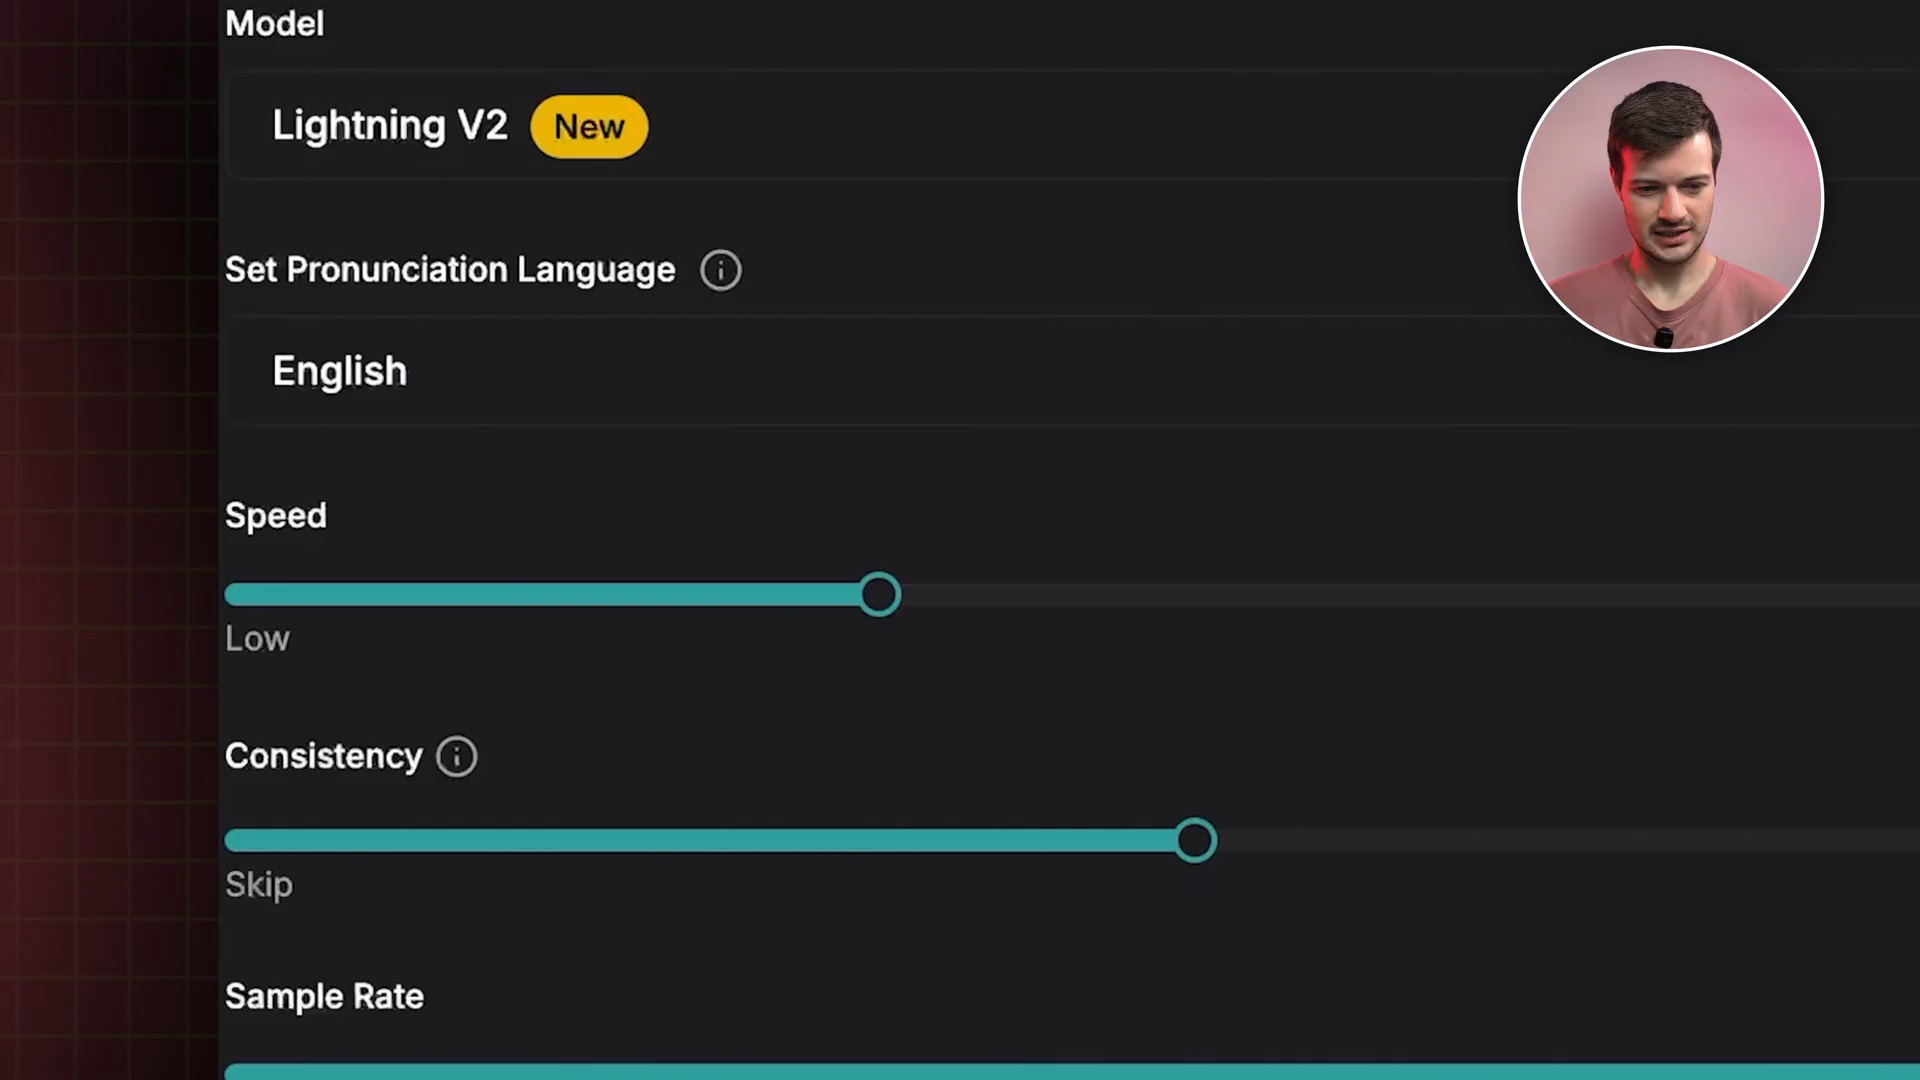 Model
Lightning V2 New
Set Pronunciation Language
English
Speed
Low
Consistency
Skip
Sample Rate